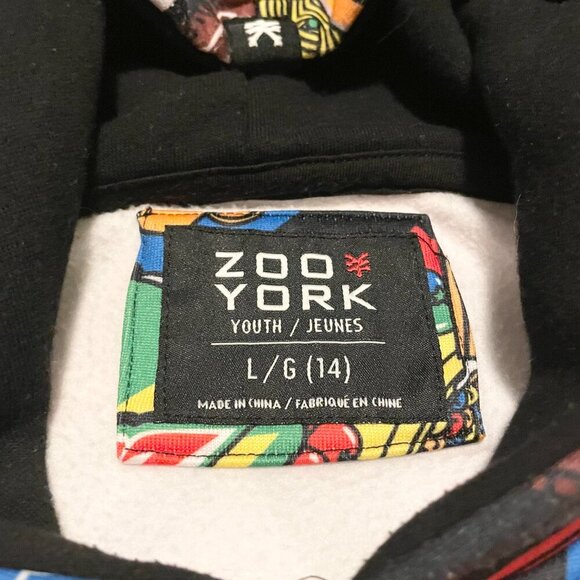 ZOO
YORK
YOUTH / JEUNES
L/G (14)
MADE IN CHINA / FABRIQUÉ EN CHINE